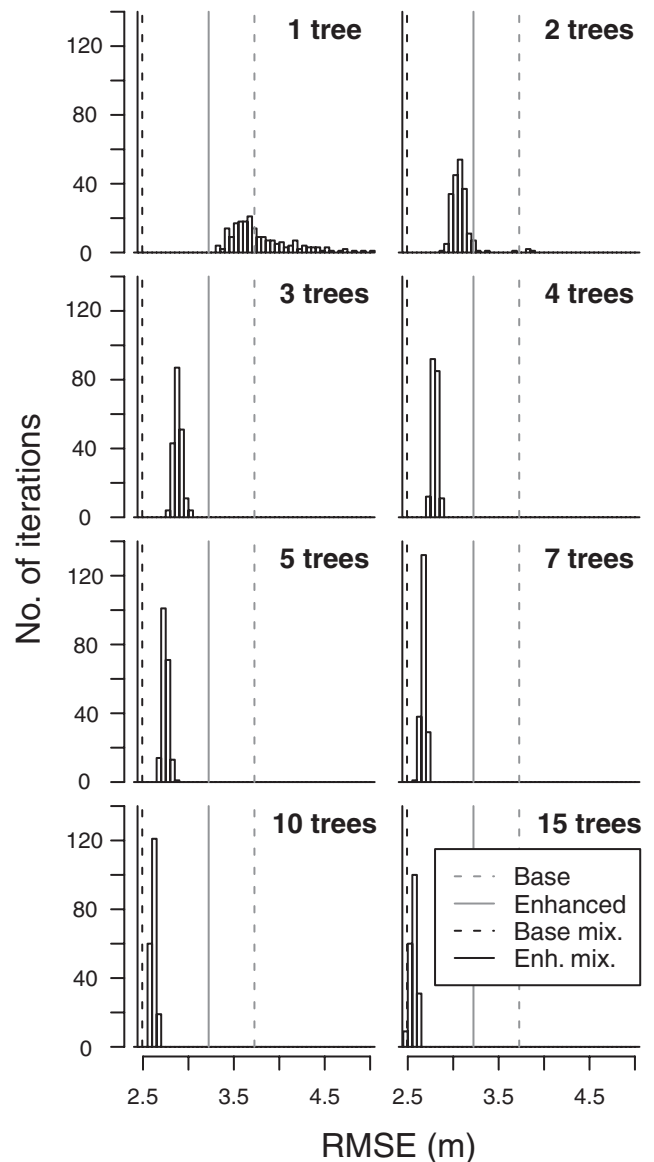 1 tree
2 trees
120
80
40
0
3 trees
4 trees
120
80
40
0
No. of iterations
5 trees
7 trees
120
80
40
0
10 trees
15 trees
120
80
40
0
Base
Enhanced
Base mix.
Enh. mix.
2.5 3.5 4.5
2.5 3.5 4.5
RMSE (m)